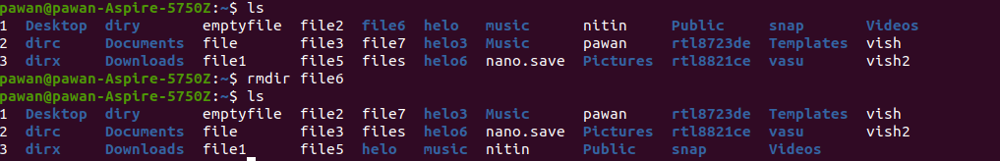 pawan@pawan-Aspire-5750Z:~$ ls
1 Desktop diry emptyfile file2 file6 helo music nitin Public snap Videos
2 dirc Documents file file3 file7 helo3 Music pawan rtl8723de Templates vish
3 dirx Downloads file1 file5 files helo6 nano.save Pictures rtl8821ce vasu vish2
pawan@pawan-Aspire-5750Z:~$ rmdir file6
pawan@pawan-Aspire-5750Z:~$ ls
1 Desktop diry emptyfile file2 file7 helo3 Music pawan rtl8723de Templates vish
2 dirc Documents file file3 files helo6 nano.save Pictures rtl8821ce vasu vish2
3 dirx Downloads file1 file5 helo music nitin Public snap Videos